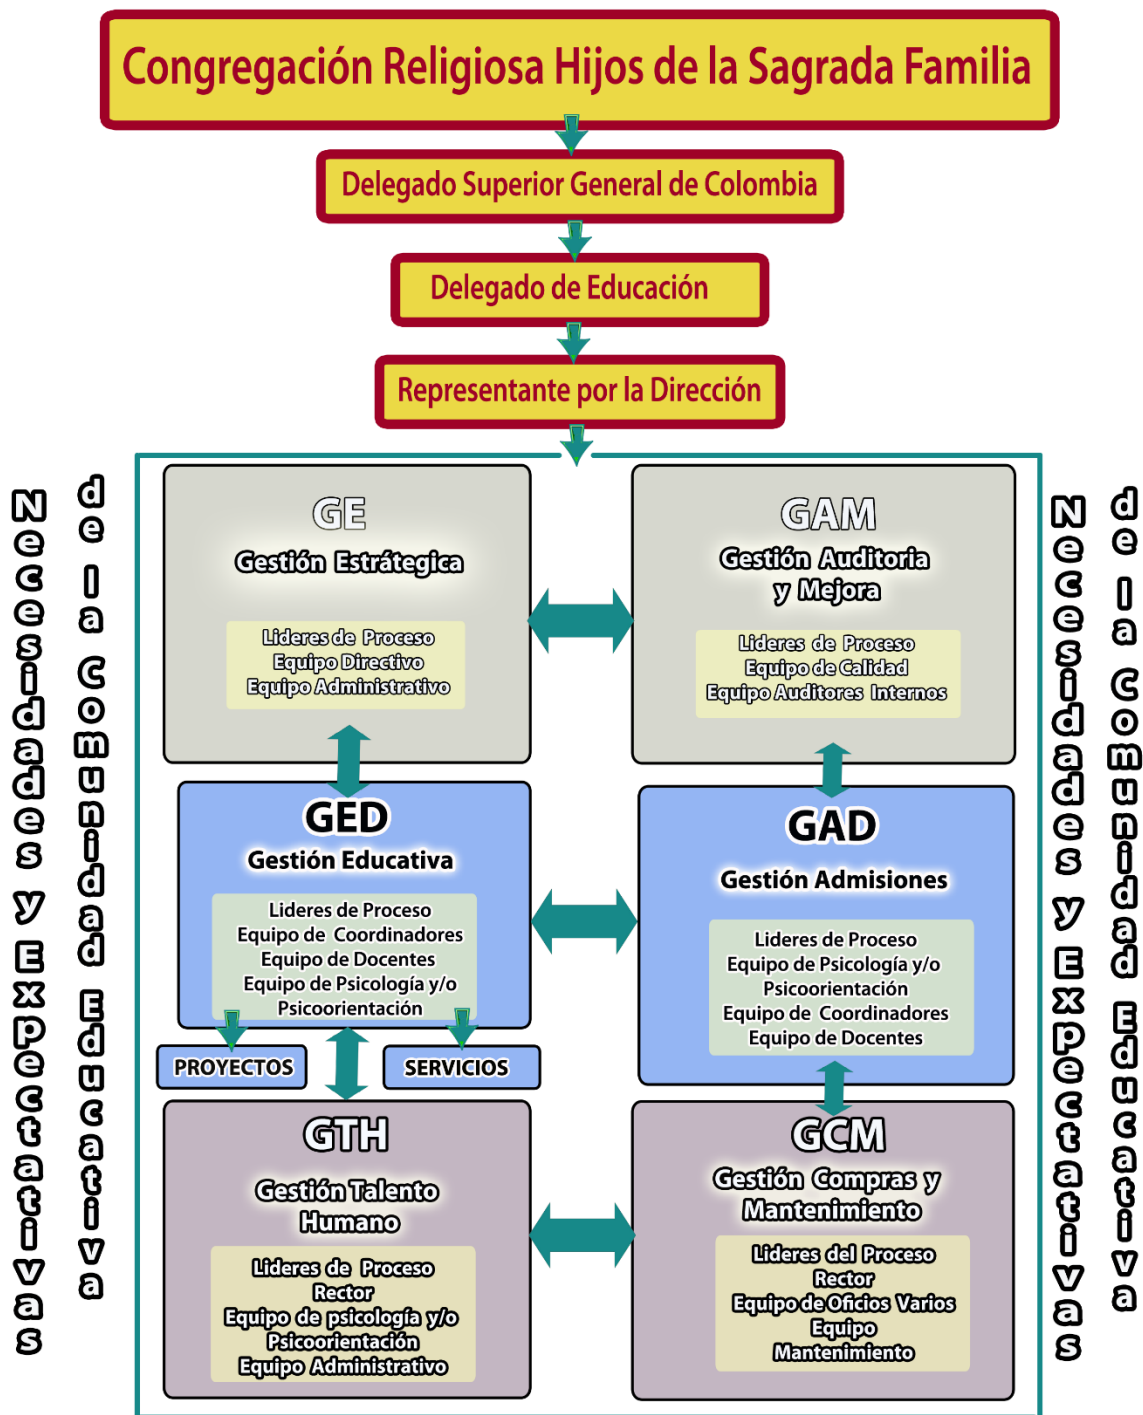 Congregación Religiosa Hijos de la Sagrada Familia
Delegado Superior General de Colombia
Delegado de Educación
Representante por la Dirección
Necesidades y Expectativas
de la Comunidad Educativa
GE
Gestión Estrátegica
Lideres de Proceso
Equipo Directivo
Equipo Administrativo
GAM
Gestión Auditoria
y Mejora
Lideres de Proceso
Equipo de Calidad
Equipo Auditores Internos
GED
Gestión Educativa
Lideres de Proceso
Equipo de Coordinadores
Equipo de Docentes
Equipo de Psicología y/o
Psicoorientación
PROYECTOS
SERVICIOS
GAD
Gestión Admisiones
Lideres de Proceso
Equipo de Psicología y/o
Psicoorientación
Equipo de Coordinadores
Equipo de Docentes
GTH
Gestión Talento
Humano
Lideres de Proceso
Rector
Equipo de psicología y/o
Psicoorientación
Equipo Administrativo
GCM
Gestión Compras y
Mantenimiento
Lideres del Proceso
Rector
Equipo de Oficios Varios
Equipo
Mantenimiento
Necesidades y Expectativas
de la Comunidad Educativa